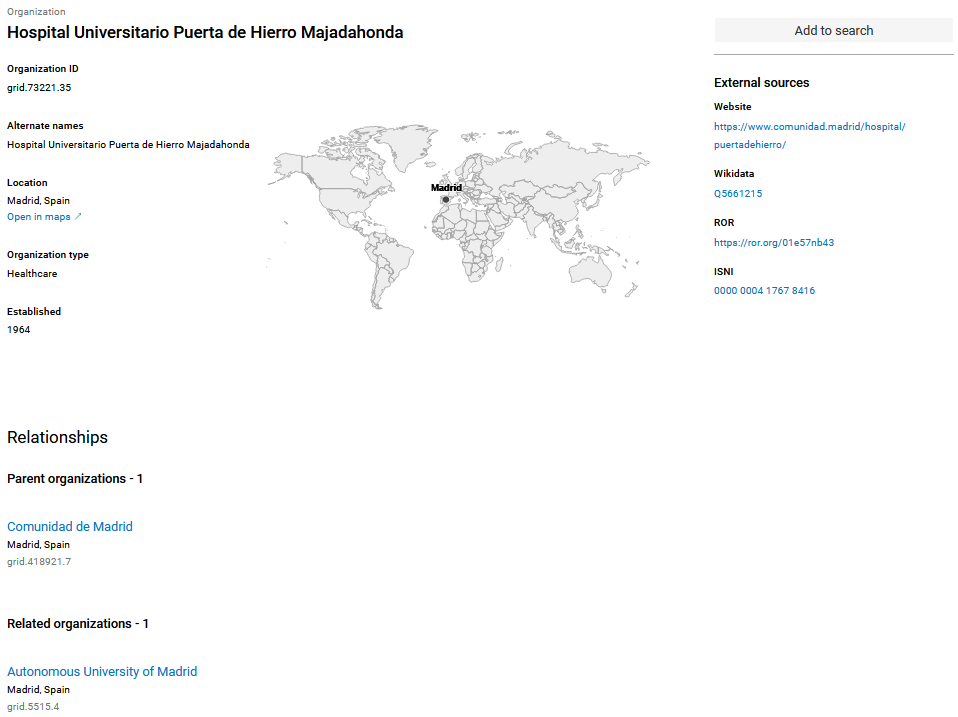 Organization
Hospital Universitario Puerta de Hierro Majadahonda
Organization ID
grid.73221.35
Alternate names
Hospital Universitario Puerta de Hierro Majadahonda
Location
Madrid, Spain
Open in maps ↗
Organization type
Healthcare
Established
1964
Madrid
Add to search
External sources
Website
https://www.comunidad.madrid/hospital/
puertadehierro/
Wikidata
Q5661215
ROR
https://ror.org/01e57nb43
ISNI
0000 0004 1767 8416
Relationships
Parent organizations - 1
Comunidad de Madrid
Madrid, Spain
grid.418921.7
Related organizations - 1
Autonomous University of Madrid
Madrid, Spain
grid.5515.4